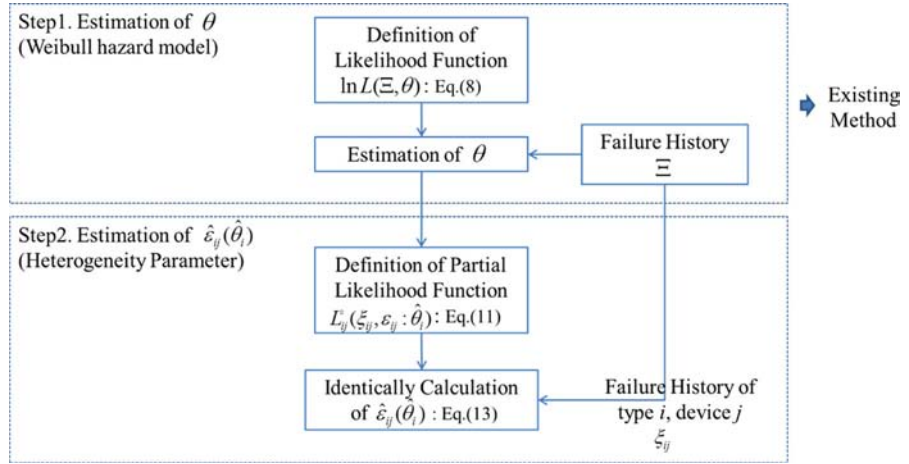 Step1. Estimation of θ
(Weibull hazard model)
Definition of
Likelihood Function
ln L(Ξ,θ) : Eq.(8)
Estimation of θ
Failure History
Ξ
Existing
Method
Step2. Estimation of ε̂ij(θ̂i)
(Heterogeneity Parameter)
Definition of Partial
Likelihood Function
L°ij(ξij, εij : θ̂i) : Eq.(11)
Identically Calculation
of ε̂ij(θ̂i) : Eq.(13)
Failure History of
type i, device j
ξij